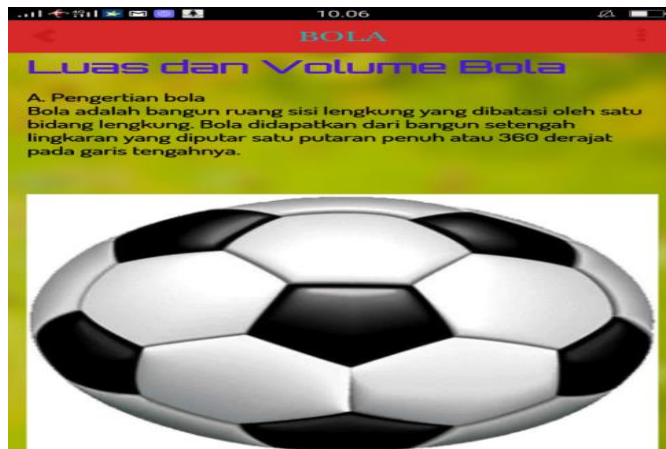 10.06
BOLA
Luas dan Volume Bola
A. Pengertian bola
Bola adalah bangun ruang sisi lengkung yang dibatasi oleh satu
bidang lengkung. Bola didapatkan dari bangun setengah
lingkaran yang diputar satu putaran penuh atau 360 derajat
pada garis tengahnya.